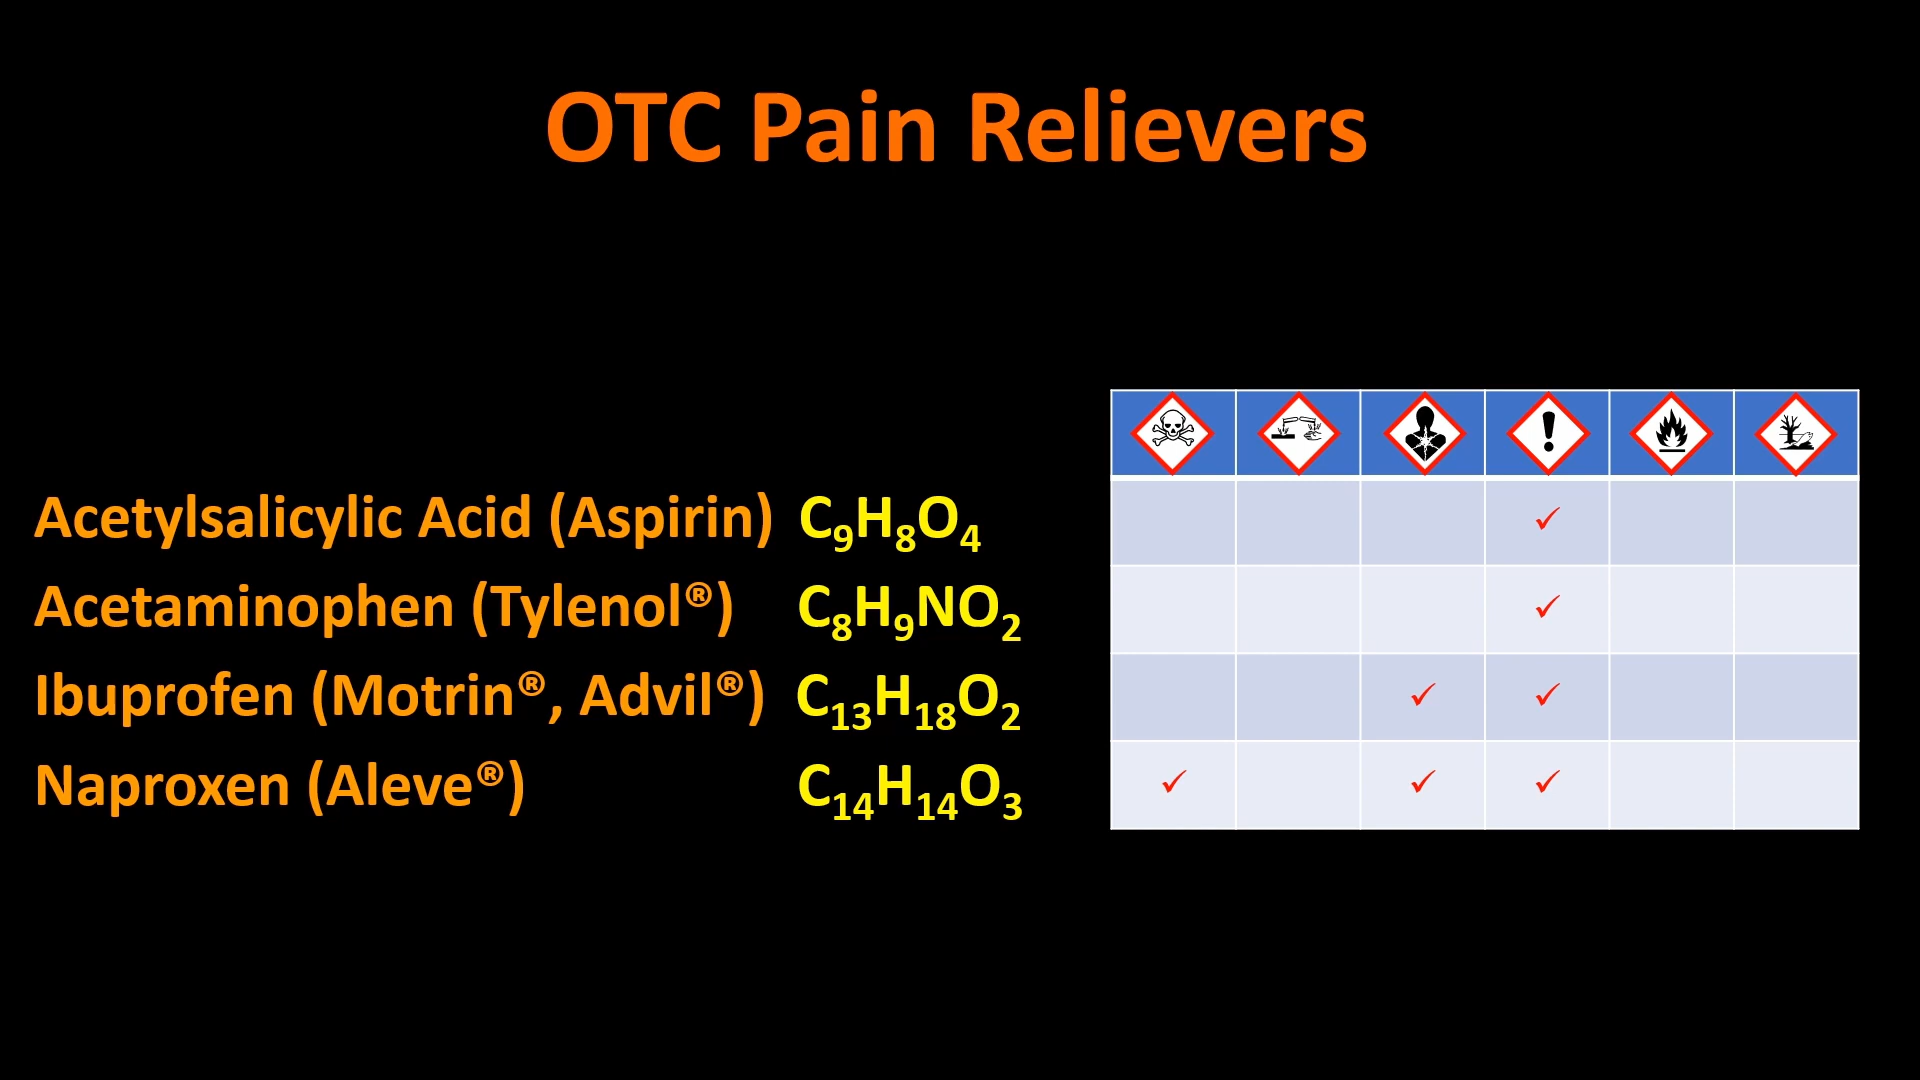 OTC Pain Relievers
Acetylsalicylic Acid (Aspirin) C₉H₈O₄
Acetaminophen (Tylenol®) C₈H₉NO₂
Ibuprofen (Motrin®, Advil®) C₁₃H₁₈O₂
Naproxen (Aleve®) C₁₄H₁₄O₃